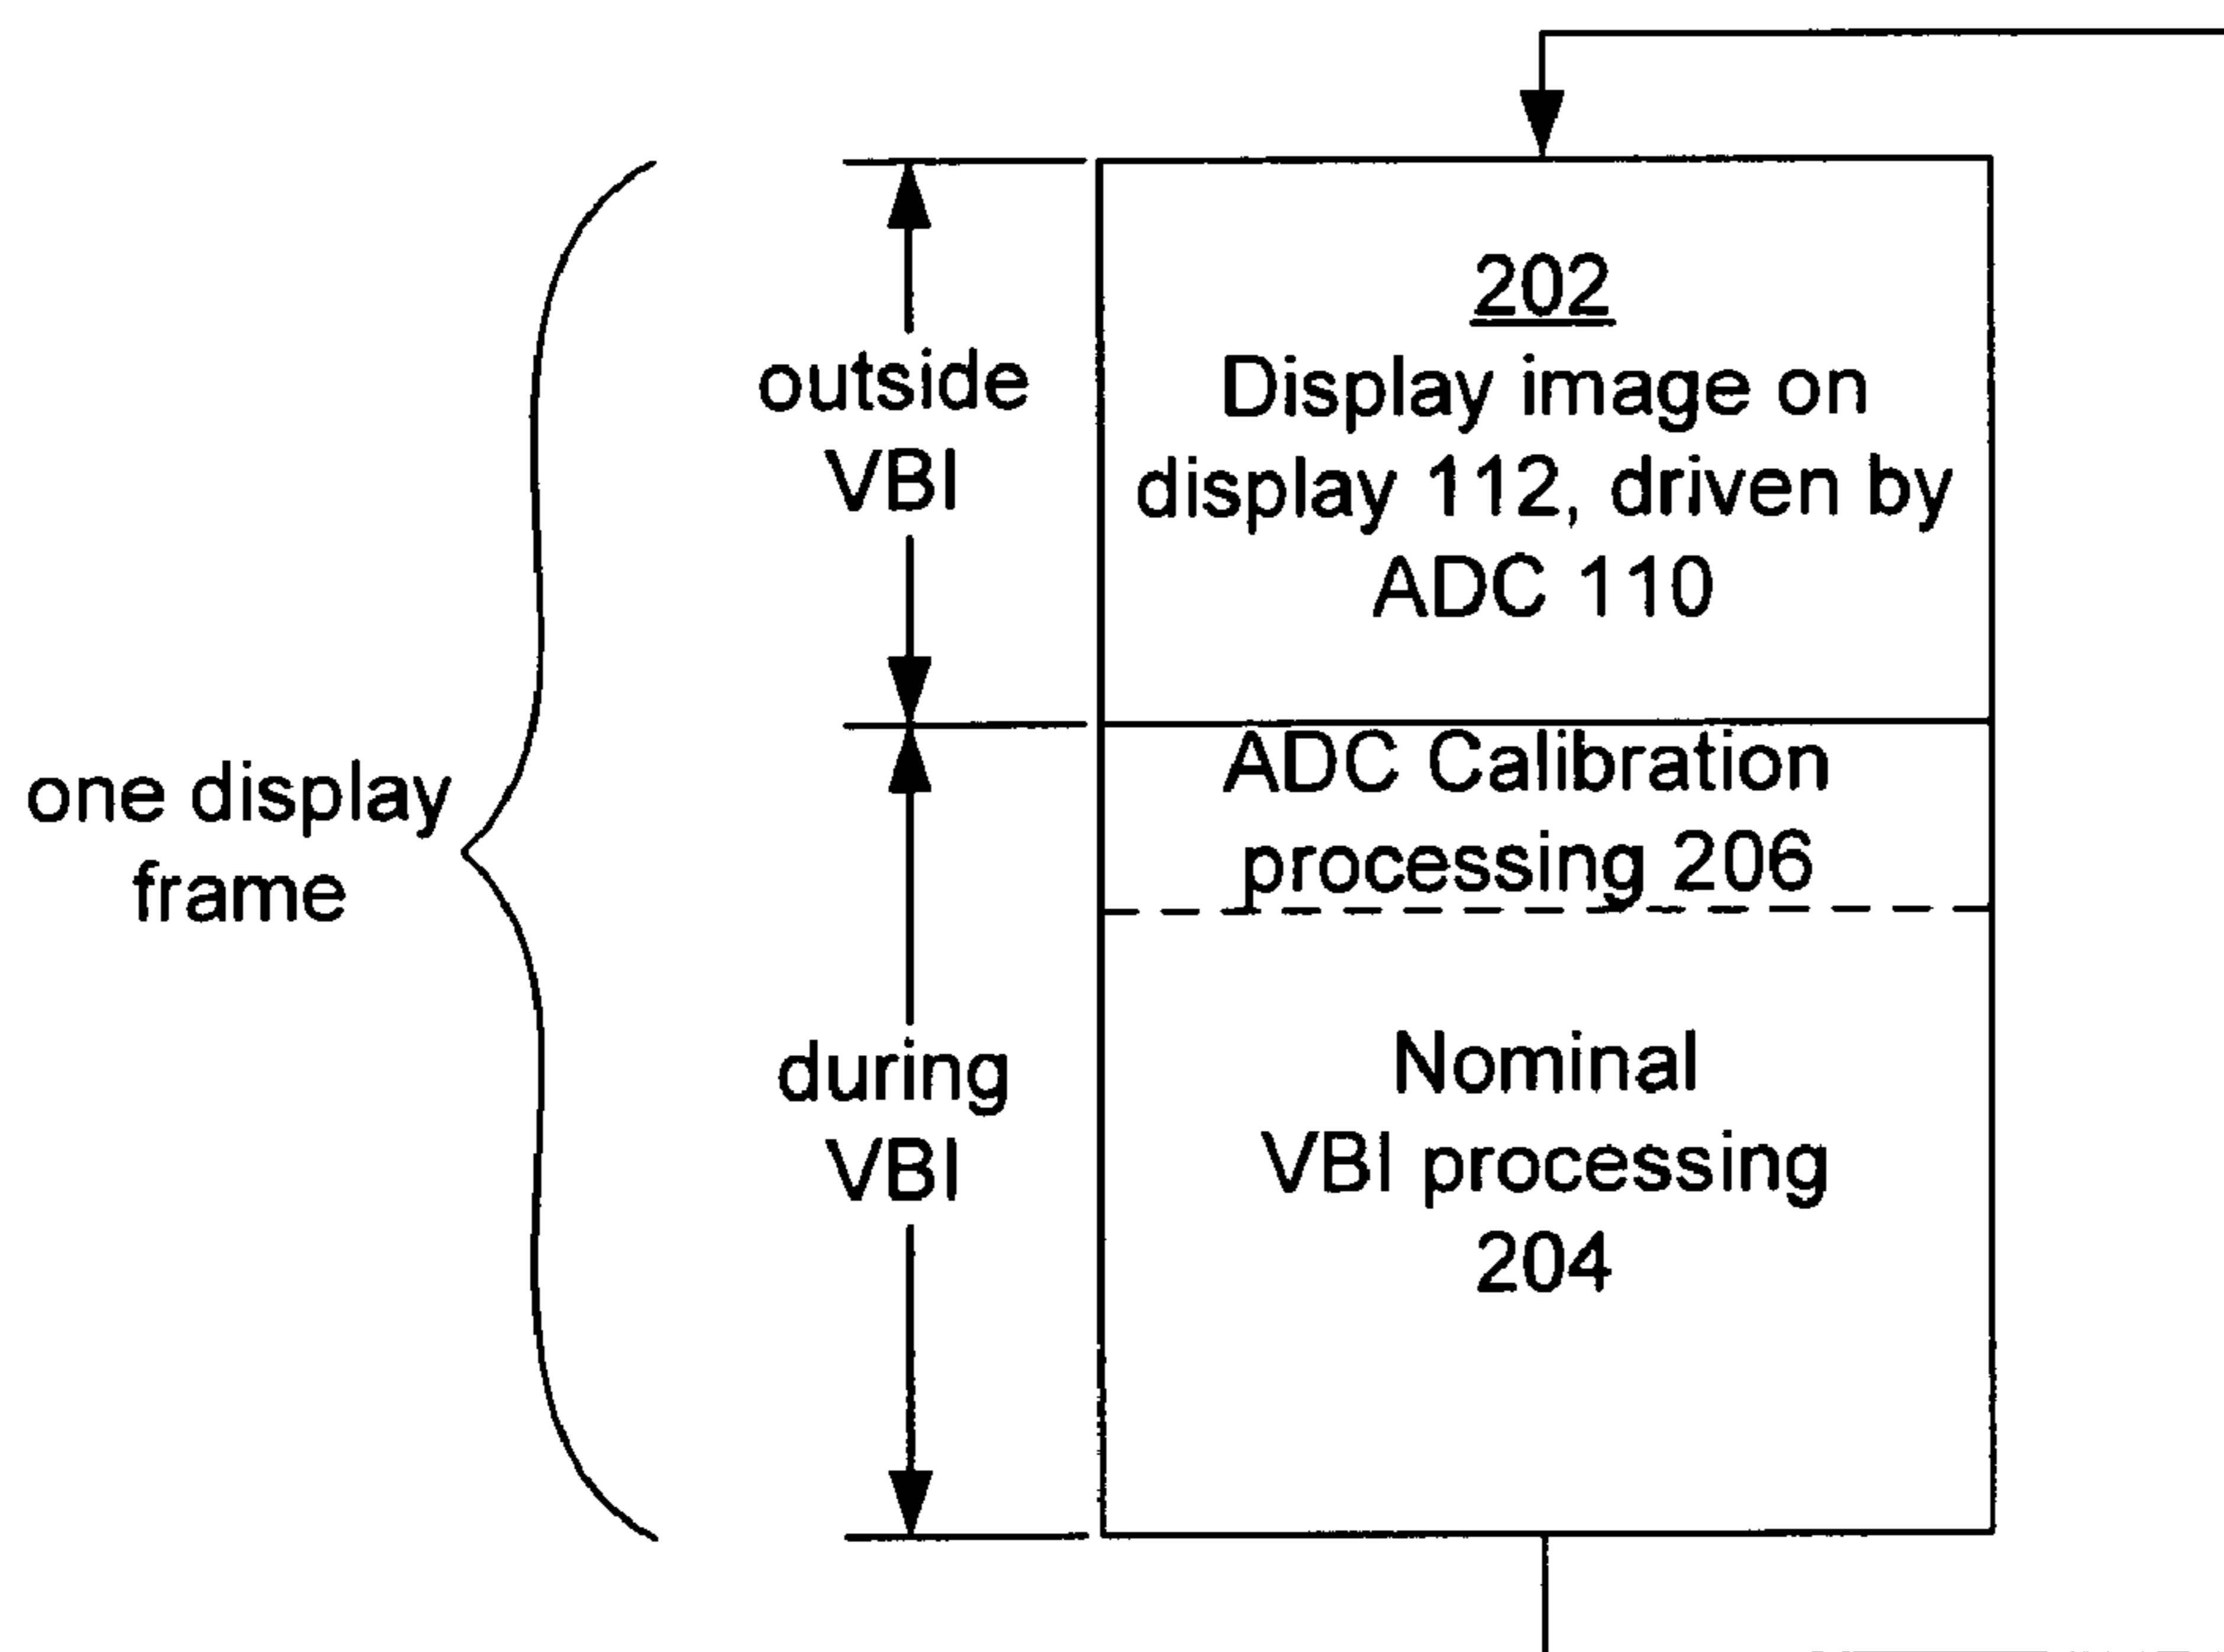 one display
frame
outside
VBI
during
VBI
202
Display image on
display 112, driven by
ADC 110
ADC Calibration
processing 206
Nominal
VBI processing
204